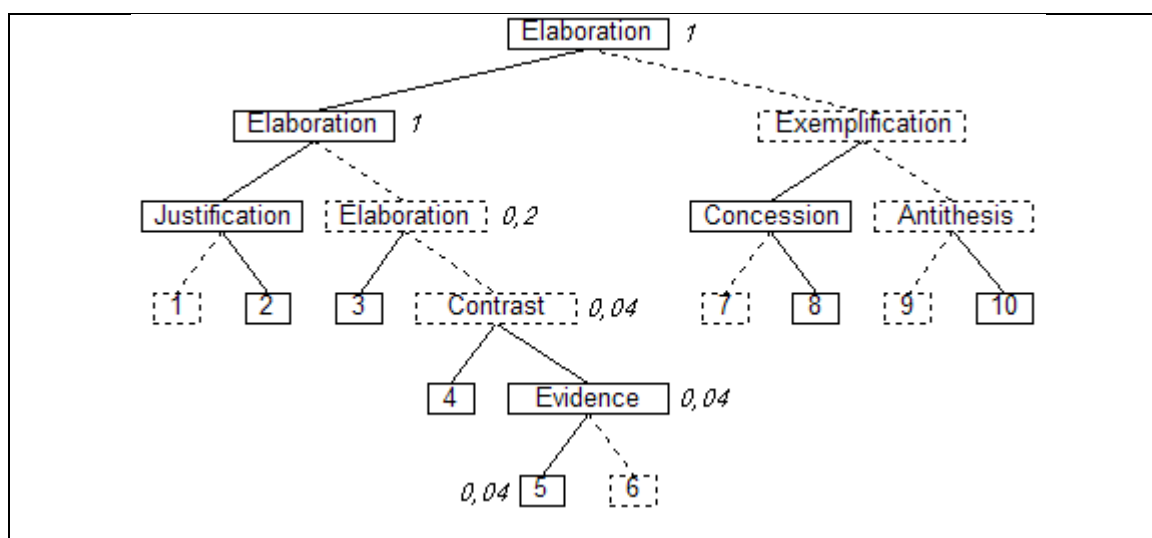 Elaboration 1
Elaboration 1 Exemplification
Justification Elaboration 0,2 Concession Antithesis
1 2 3 Contrast 0,04 7 8 9 10
4 Evidence 0,04
0,04 5 6